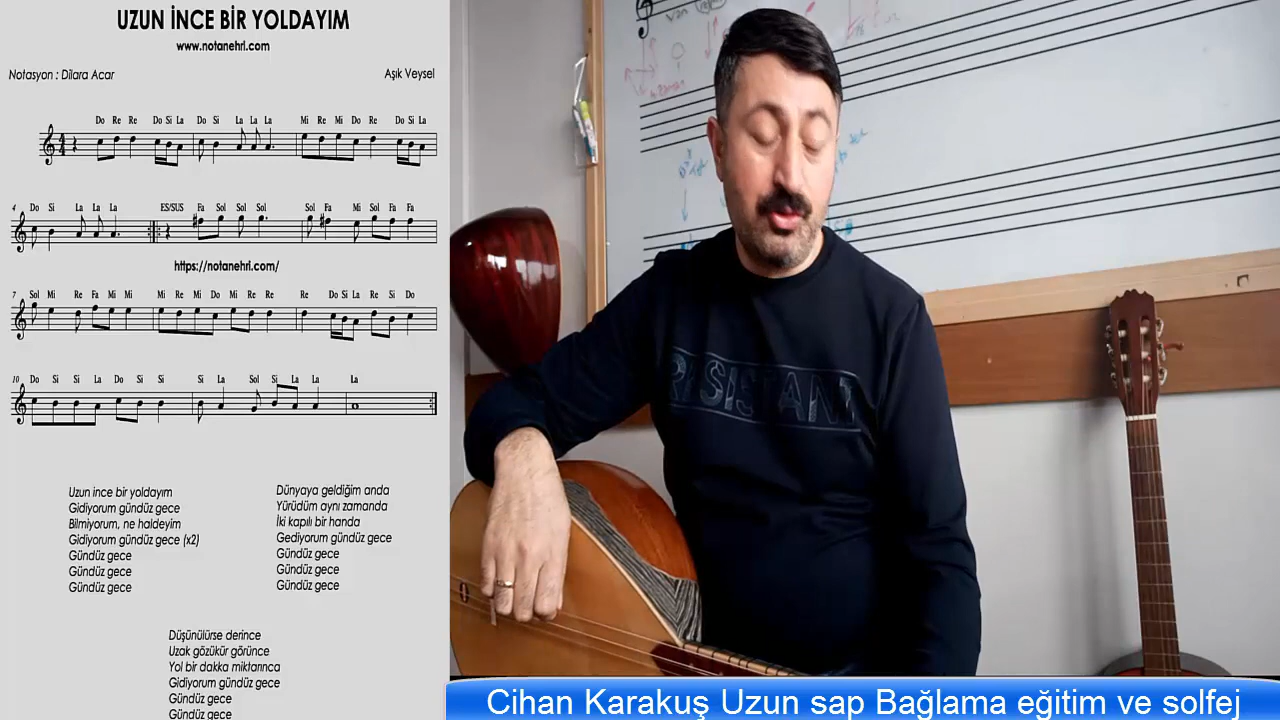 UZUN İNCE BİR YOLDAYIM
www.notanehri.com
Notasyon : Dilara Acar
Aşık Veysel
Do Re Re Do Si La Do Si La La La Mi Re Mi Do Re Do Si La
4 Do Si La La La ES/SUS Fa Sol Sol Sol Sol Fa Mi Sol Fa Fa
https://notanehri.com/
7 Sol Mi Re Fa Mi Mi Mi Re Mi Do Mi Re Re Re Do Si La Re Si Do
10 Do Si Si La Do Si Si Si La Sol Si La La La
Uzun ince bir yoldayım
Gidiyorum gündüz gece
Bilmiyorum, ne haldeyim
Gidiyorum gündüz gece (x2)
Gündüz gece
Gündüz gece
Gündüz gece
Dünyaya geldiğim anda
Yürüdüm aynı zamanda
İki kapılı bir handa
Gediyorum gündüz gece
Gündüz gece
Gündüz gece
Gündüz gece
Düşünülürse derince
Uzak gözükür görünce
Yol bir dakka miktarınca
Gidiyorum gündüz gece
Gündüz gece
Gündüz gece
RESISTANT
Cihan Karakuş Uzun sap Bağlama eğitim ve solfej